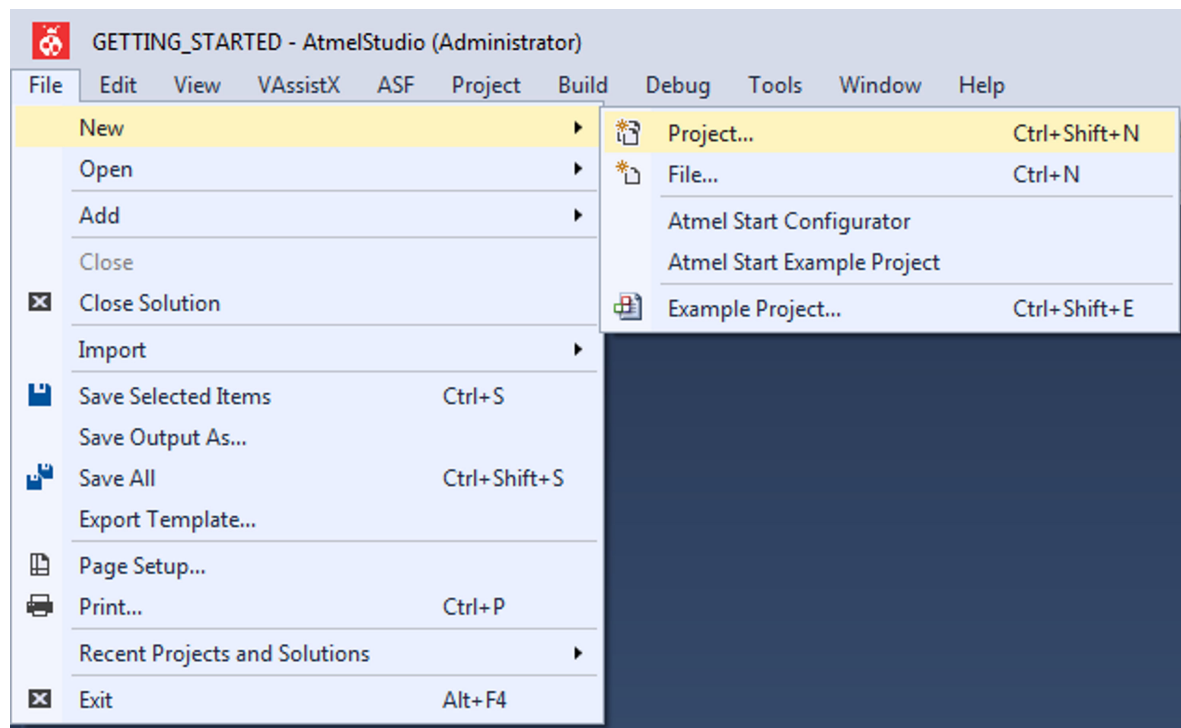 GETTING_STARTED - AtmelStudio (Administrator)
File Edit View VAssistX ASF Project Build Debug Tools Window Help
New
Open
Add
Close
Close Solution
Import
Save Selected Items Ctrl+S
Save Output As...
Save All Ctrl+Shift+S
Export Template...
Page Setup...
Print... Ctrl+P
Recent Projects and Solutions
Exit Alt+F4
Project... Ctrl+Shift+N
File... Ctrl+N
Atmel Start Configurator
Atmel Start Example Project
Example Project... Ctrl+Shift+E